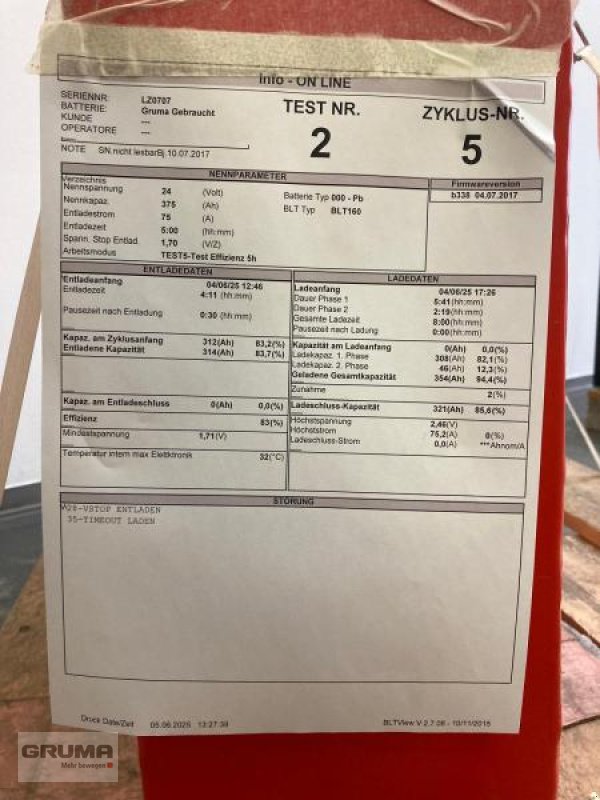 Info - ON LINE
SERIENNR: LZ0707
BATTERIE: Gruma Gebraucht
KUNDE ---
OPERATORE ---
NOTE SN.nicht lesbarBj.10.07.2017
TEST NR.
2
ZYKLUS-NR.
5
NENNPARAMETER
Verzeichnis
Nennspannung 24 (Volt)
Nennkapaz. 375 (Ah)
Entladestrom 75 (A)
Entladezeit 5:00 (hh:mm)
Spann. Stop Entlad. 1,70 (V/Z)
Arbeitsmodus TEST5-Test Effizienz 5h
Batterie Typ 000 - Pb
BLT Typ BLT160
Firmwareversion
b338 04.07.2017
ENTLADEDATEN
Entladeanfang 04/06/25 12:46
Entladezeit 4:11 (hh:mm)
Pausezeit nach Entladung 0:30 (hh:mm)
Kapaz. am Zyklusanfang 312(Ah) 83,2(%)
Entladene Kapazität 314(Ah) 83,7(%)
Kapaz. am Entladeschluss 0(Ah) 0,0(%)
Effizienz 83(%)
Mindestspannung 1,71(V)
Temperatur intern max Elektronik 32(°C)
LADEDATEN
Ladeanfang 04/06/25 17:26
Dauer Phase 1 5:41(hh:mm)
Dauer Phase 2 2:19(hh:mm)
Gesamte Ladezeit 8:00(hh:mm)
Pausezeit nach Ladung 0:00(hh:mm)
Kapazität am Ladeanfang 0(Ah) 0,0(%)
Ladekapaz. 1. Phase 308(Ah) 82,1(%)
Ladekapaz. 2. Phase 46(Ah) 12,3(%)
Geladene Gesamtkapazität 354(Ah) 94,4(%)
Zunahme 2(%)
Ladeschluss-Kapazität 321(Ah) 85,6(%)
Höchstspannung 2,46(V)
Höchststrom 75,2(A) 0(%)
Ladeschluss-Strom 0,0(A) ***Ahnom/A
STÖRUNG
28-VSTOP ENTLADEN
35-TIMEOUT LADEN
Druck Date/Zeit 05.06.2025 13:27:39
BLTView V 2.7.08 - 10/11/2015
GRUMA
Mehr bewegen